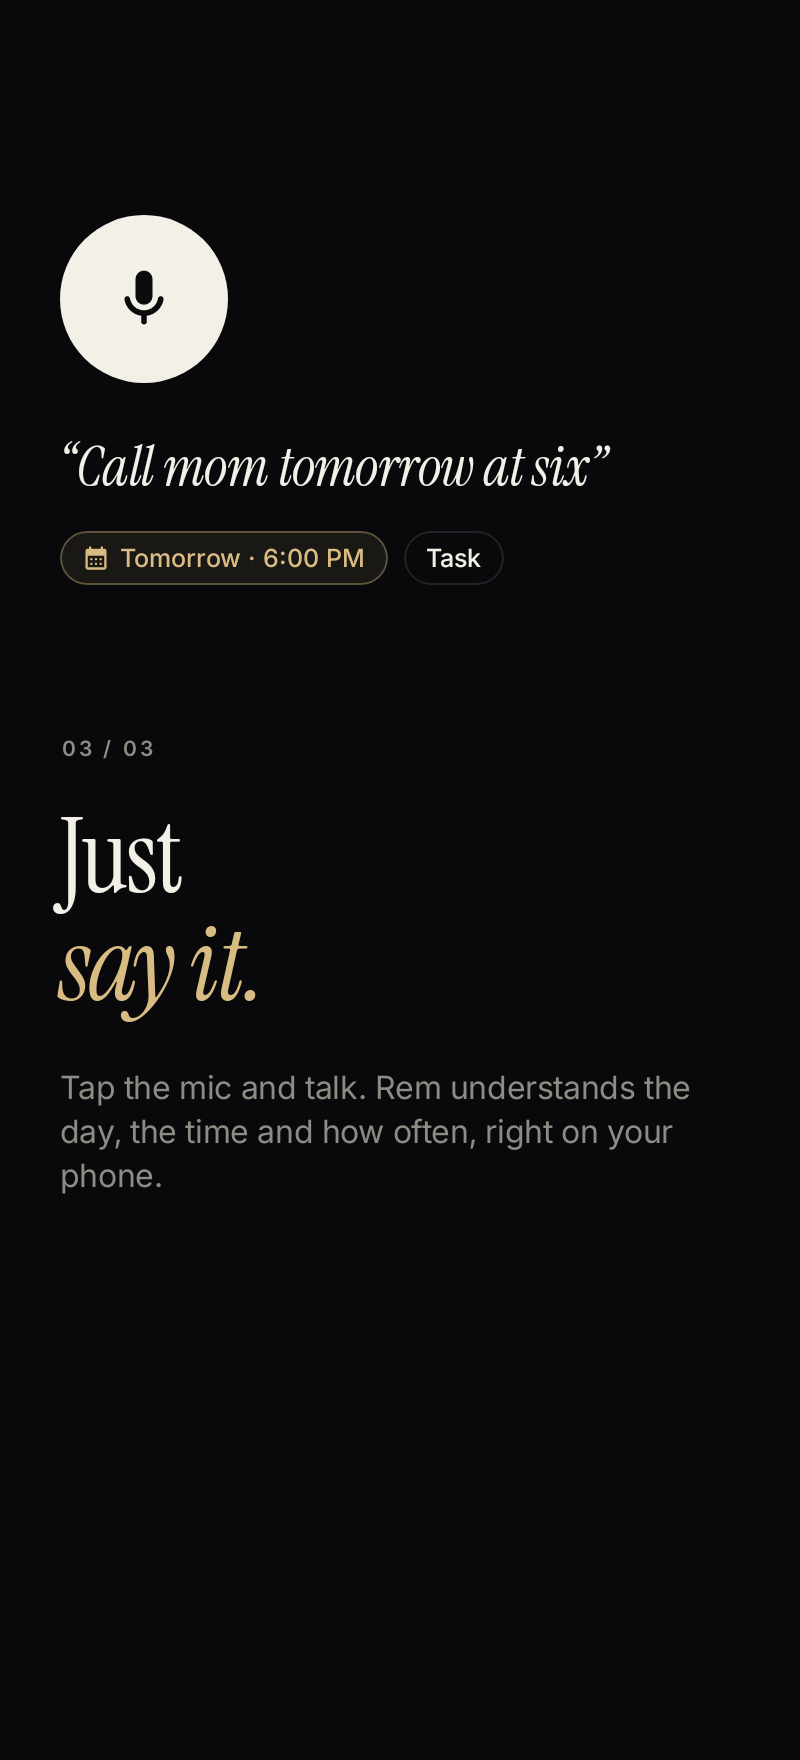 “Call mom tomorrow at six”
Tomorrow · 6:00 PM
Task
03 / 03
Just
say it.
Tap the mic and talk. Rem understands the
day, the time and how often, right on your
phone.